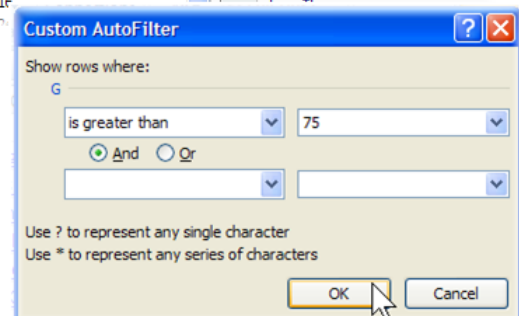 Custom AutoFilter
Show rows where:
G
is greater than 75
And Or
Use ? to represent any single character
Use * to represent any series of characters
OK Cancel